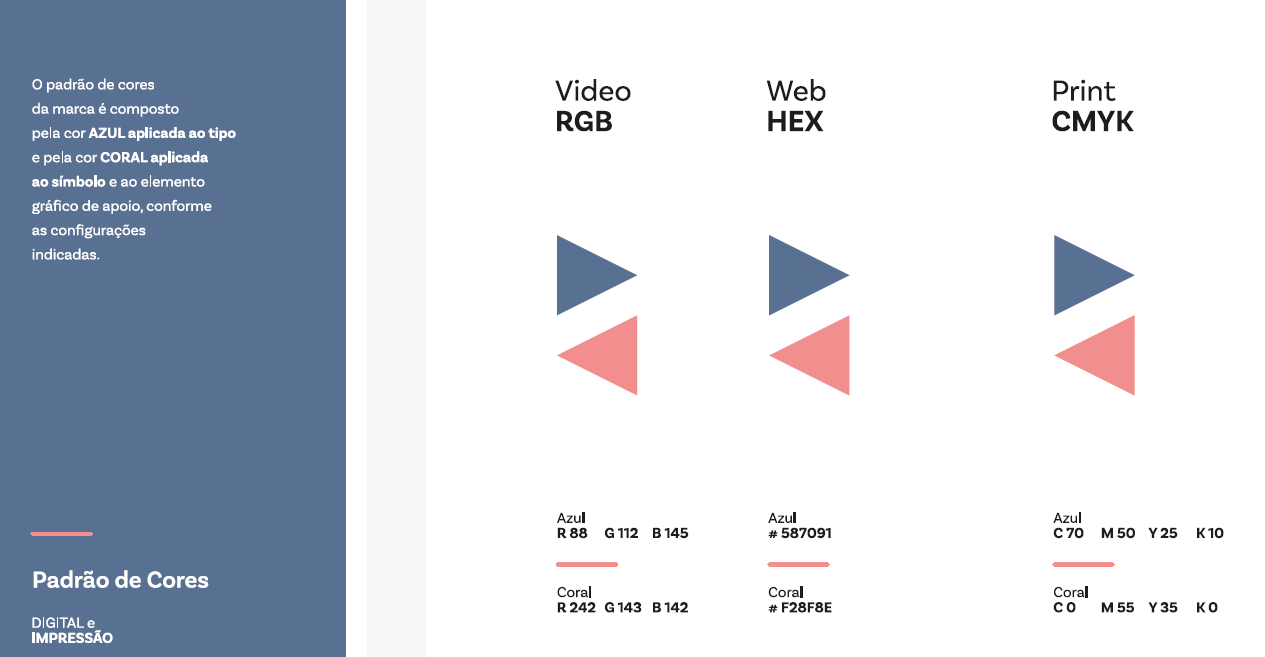 O padrão de cores
da marca é composto
pela cor AZUL aplicada ao tipo
e pela cor CORAL aplicada
ao símbolo e ao elemento
gráfico de apoio, conforme
as configurações
indicadas.
Padrão de Cores
DIGITAL e
IMPRESSÃO
Video
RGB
Azul
R 88 G 112 B 145
Coral
R 242 G 143 B 142
Web
HEX
Azul
# 587091
Coral
# F28F8E
Print
CMYK
Azul
C 70 M 50 Y 25 K 10
Coral
C 0 M 55 Y 35 K 0